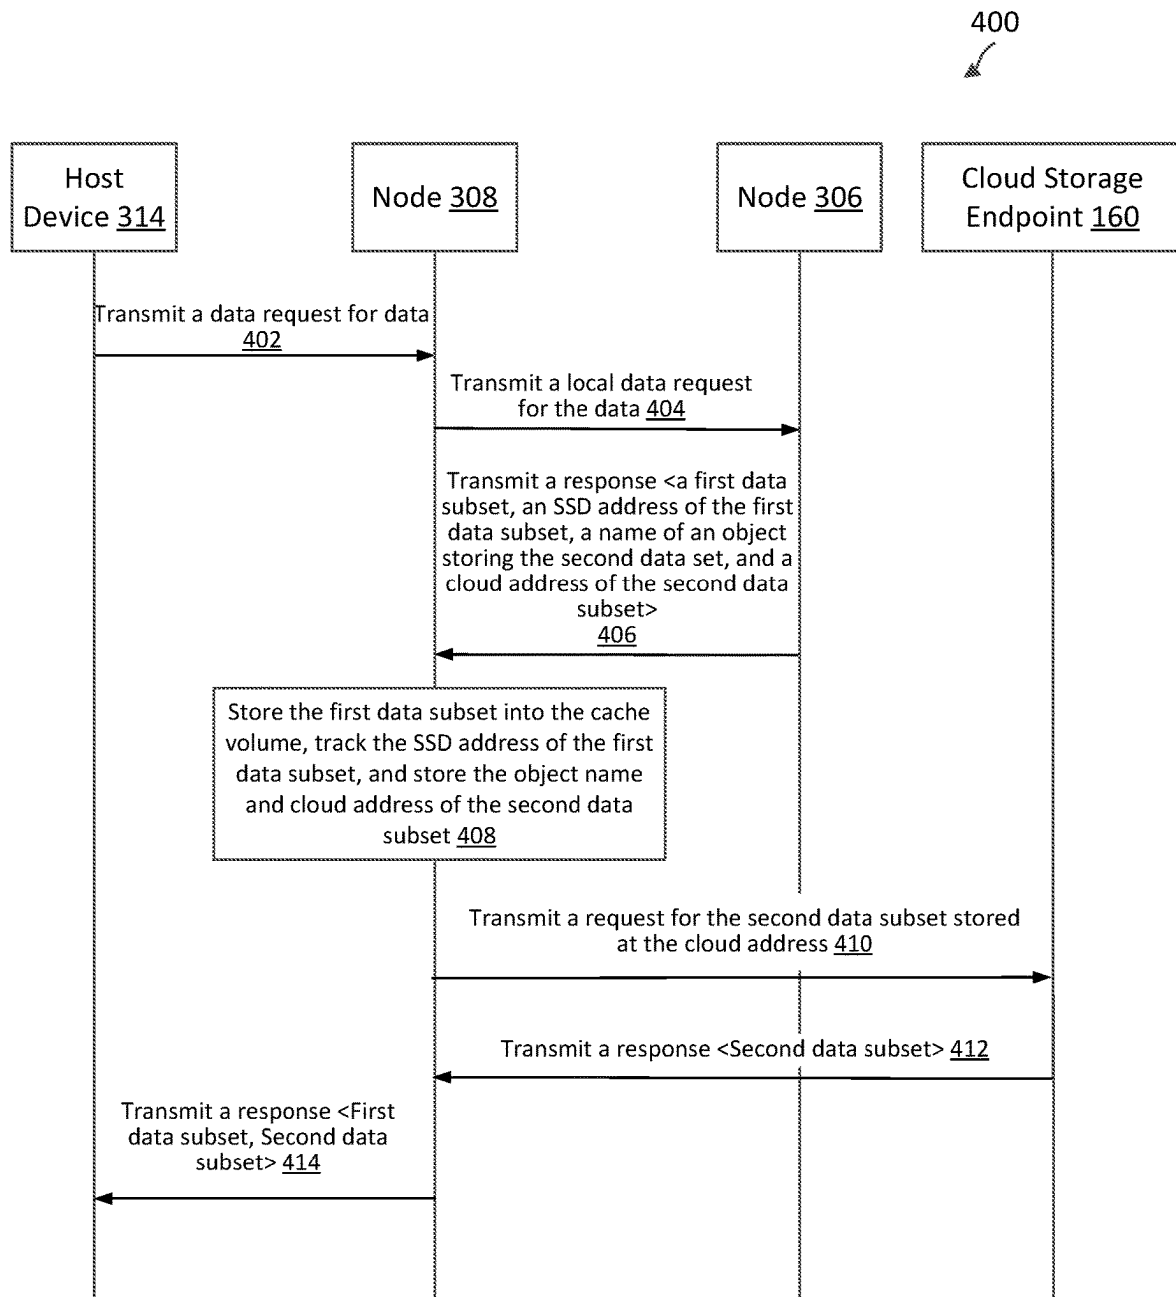 400
Host
Device 314
Node 308
Node 306
Cloud Storage
Endpoint 160
Transmit a data request for data
402
Transmit a local data request
for the data 404
Transmit a response <a first data
subset, an SSD address of the first
data subset, a name of an object
storing the second data set, and a
cloud address of the second data
subset>
406
Store the first data subset into the cache
volume, track the SSD address of the first
data subset, and store the object name
and cloud address of the second data
subset 408
Transmit a request for the second data subset stored
at the cloud address 410
Transmit a response <Second data subset> 412
Transmit a response <First
data subset, Second data
subset> 414